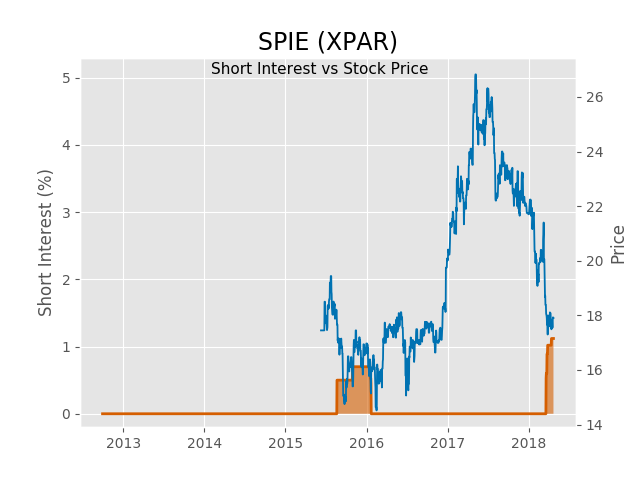 SPIE (XPAR)
Short Interest vs Stock Price
Short Interest (%)
5
4
3
2
1
0
26
24
22
20
18
16
14
Price
2013 2014 2015 2016 2017 2018